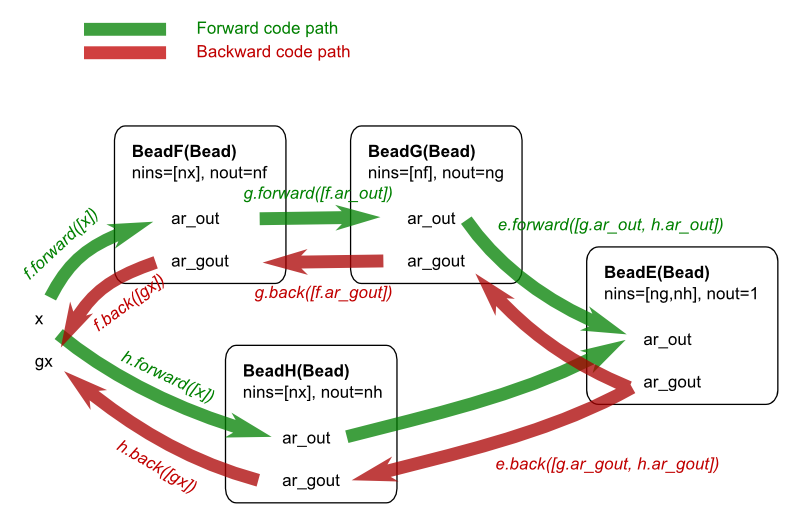 Forward code path
Backward code path
BeadF(Bead)
nins=[nx], nout=nf
ar_out
ar_gout
BeadG(Bead)
nins=[nf], nout=ng
ar_out
ar_gout
g.forward([f.ar_out])
g.back([f.ar_gout])
e.forward([g.ar_out, h.ar_out])
f.forward([x])
f.back([gx])
x
gx
BeadE(Bead)
nins=[ng,nh], nout=1
ar_out
ar_gout
h.forward([x])
h.back([gx])
BeadH(Bead)
nins=[nx], nout=nh
ar_out
ar_gout
e.back([g.ar_gout, h.ar_gout])